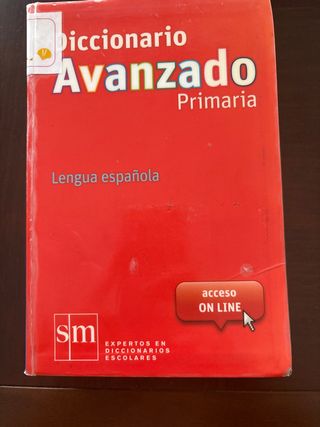 Diccionario
Avanzado
Primaria
Lengua española
acceso
ON LINE
sm
EXPERTOS EN
DICCIONARIOS
ESCOLARES